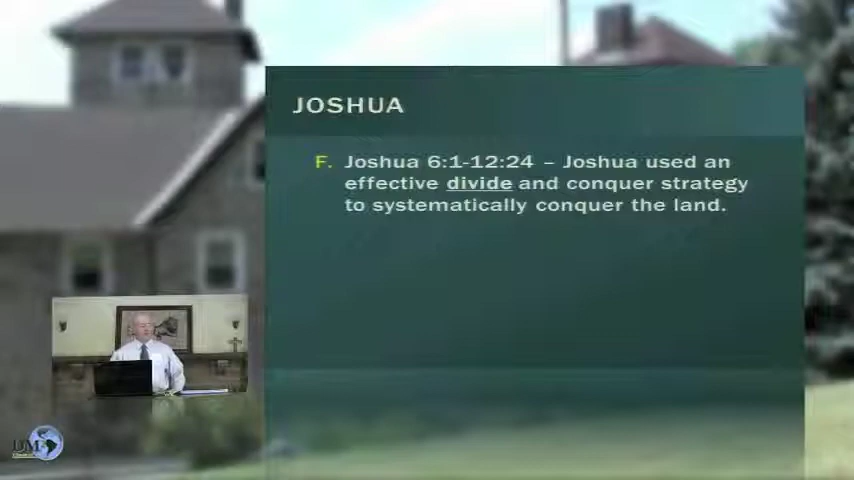 JOSHUA
F. Joshua 6:1-12:24 – Joshua used an
effective divide and conquer strategy
to systematically conquer the land.